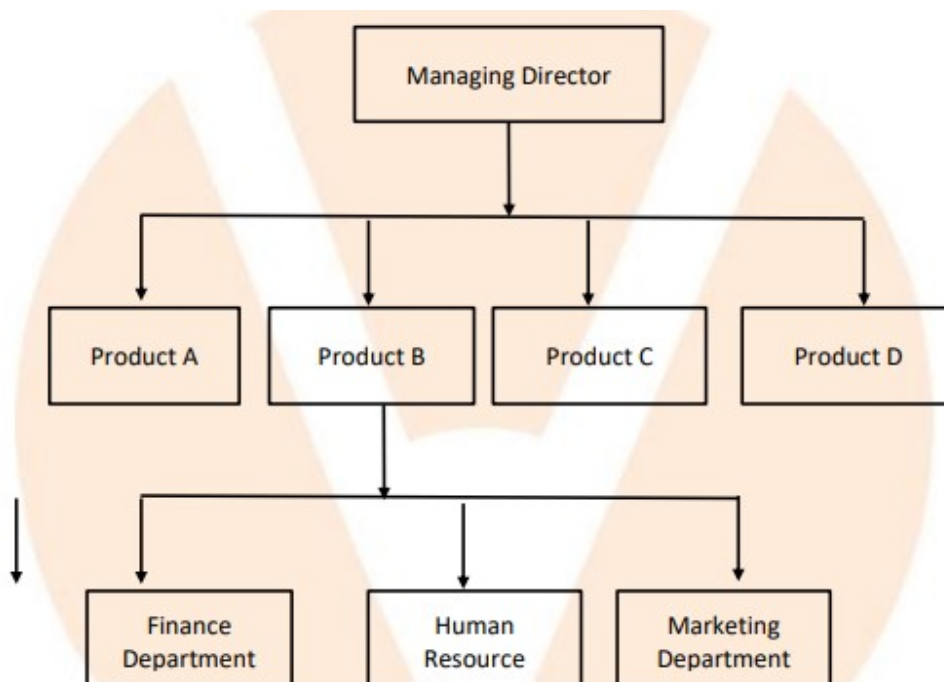 Managing Director
Product A
Product B
Product C
Product D
Finance
Department
Human
Resource
Marketing
Department